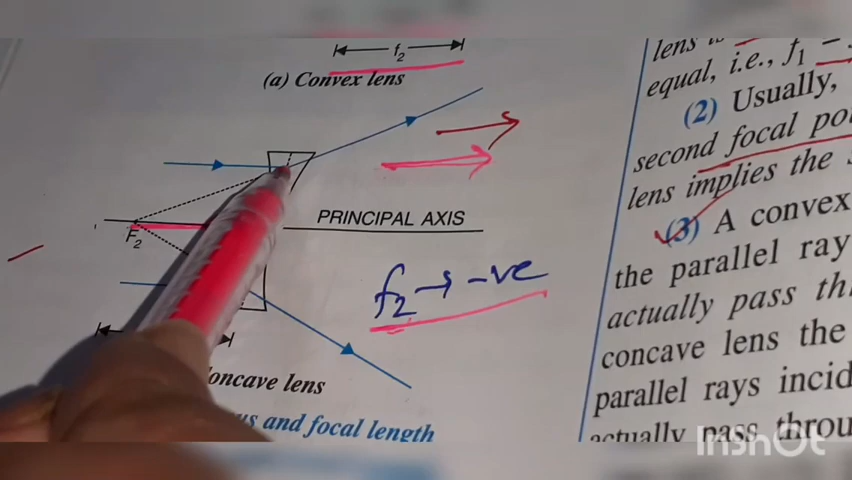 f₂
(a) Convex lens
PRINCIPAL AXIS
F₂
f₂ → -ve
oncave lens
us and focal length
lens is
equal, i.e., f₁ =
(2) Usually,
second focal po
lens implies the
(3) A convex
the parallel ray
actually pass th
concave lens the
parallel rays incid
actually pass throu
InShot